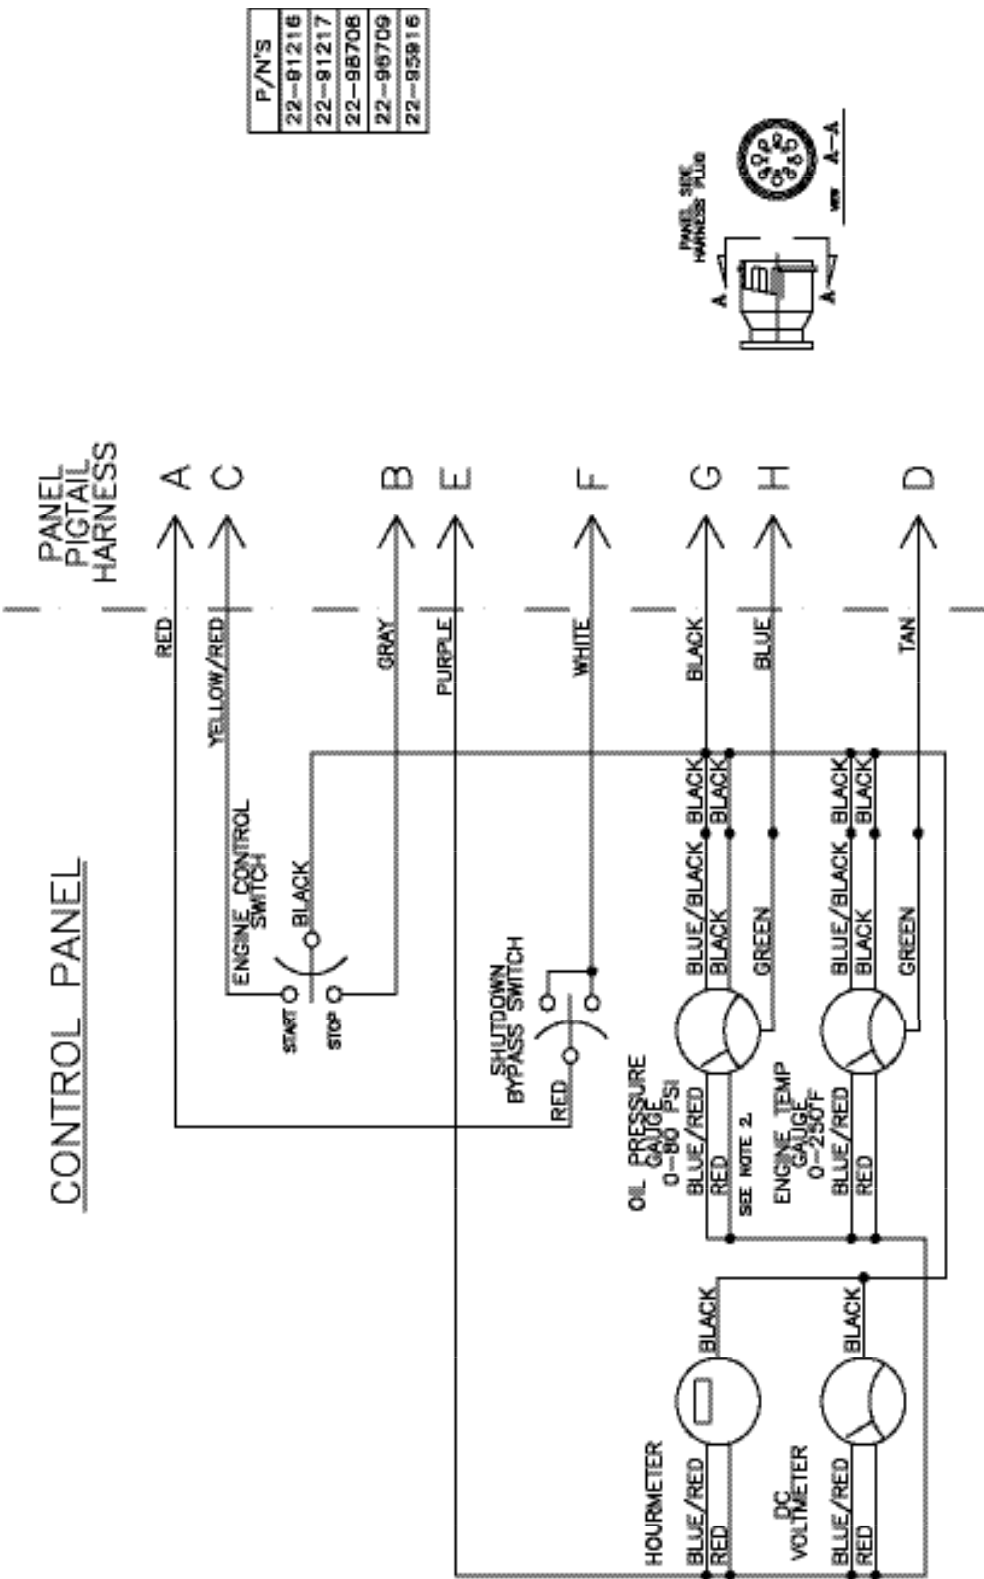 P/N'S
22-91216
22-91217
22-98708
22-98709
22-95916
PANEL SIDE
HARNESS PLUG
A
A
VIEW A-A
PANEL
PIGTAIL
HARNESS
A
C
B
E
F
G
H
D
RED
YELLOW/RED
GRAY
PURPLE
WHITE
BLACK
BLUE
TAN
CONTROL PANEL
ENGINE CONTROL
SWITCH
BLACK
START
STOP
SHUTDOWN
BYPASS SWITCH
RED
BLUE/BLACK
BLACK
BLACK
BLACK
GREEN
BLUE/BLACK
BLACK
BLACK
BLACK
GREEN
OIL PRESSURE
GAUGE
0-80 PSI
BLUE/RED
RED
SEE NOTE 2.
ENGINE TEMP
GAUGE
0-250°F
BLUE/RED
RED
BLACK
BLACK
HOURMETER
BLUE/RED
RED
DC
VOLTMETER
BLUE/RED
RED